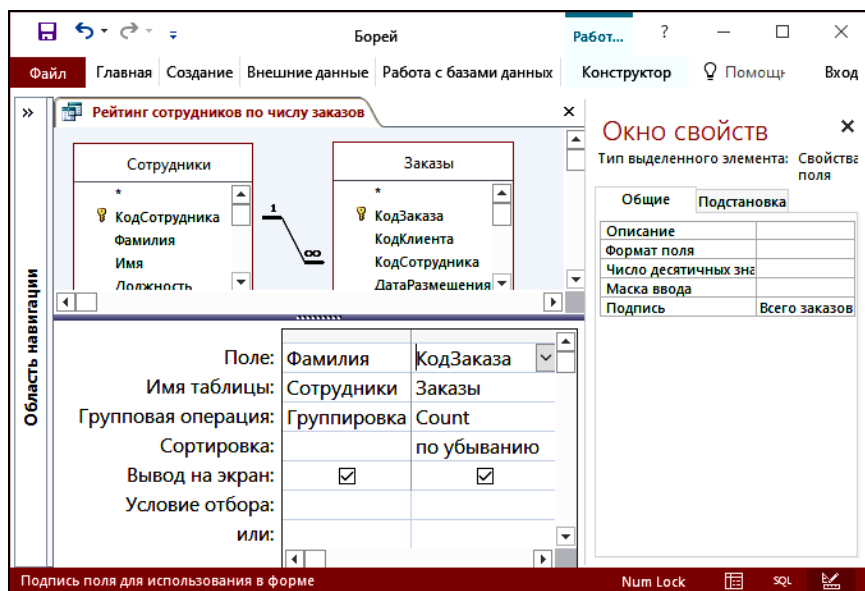 Борей
Работ...
?
Файл Главная Создание Внешние данные Работа с базами данных Конструктор Помощн Вход
»
Рейтинг сотрудников по числу заказов
Сотрудники
*
КодСотрудника
Фамилия
Имя
Должность
1
∞
Заказы
*
КодЗаказа
КодКлиента
КодСотрудника
ДатаРазмещения
Область навигации
Поле: Фамилия КодЗаказа
Имя таблицы: Сотрудники Заказы
Групповая операция: Группировка Count
Сортировка: по убыванию
Вывод на экран:
Условие отбора:
или:
Окно свойств
Тип выделенного элемента: Свойства
поля
Общие Подстановка
Описание
Формат поля
Число десятичных зна
Маска ввода
Подпись Всего заказов
Подпись поля для использования в форме
Num Lock
SQL